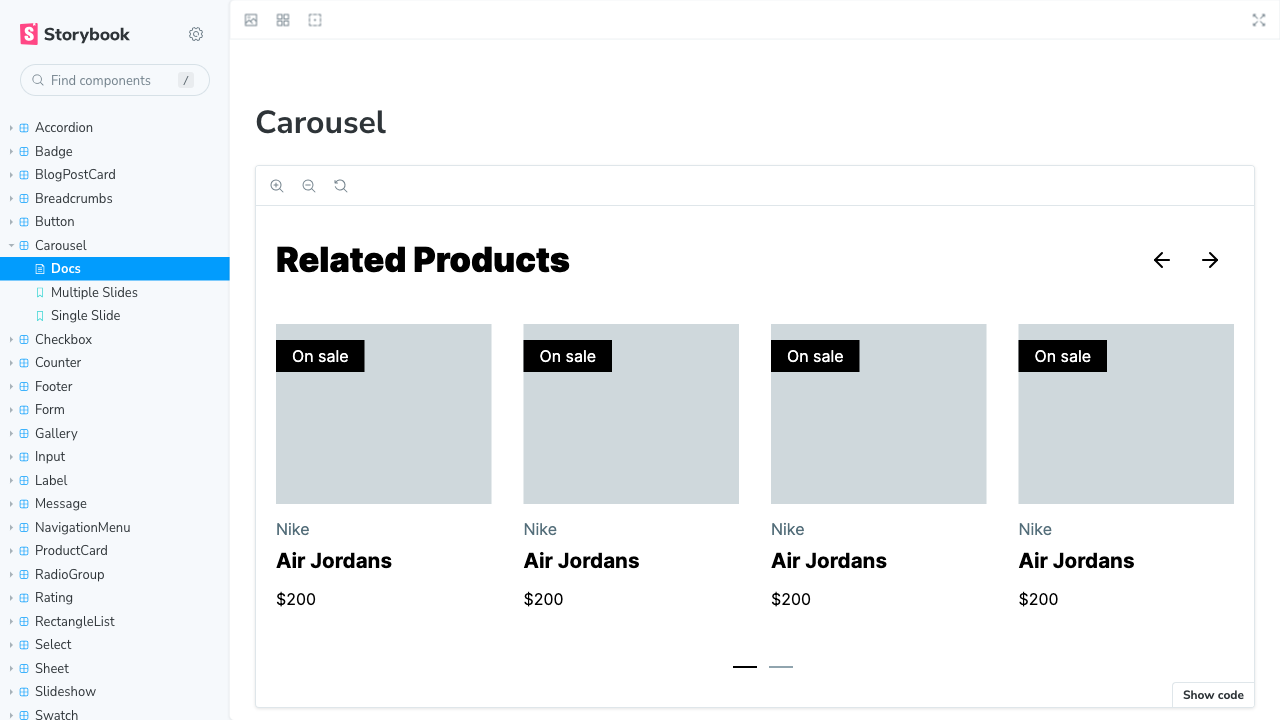 Storybook
Find components /
Accordion
Badge
BlogPostCard
Breadcrumbs
Button
Carousel
Docs
Multiple Slides
Single Slide
Checkbox
Counter
Footer
Form
Gallery
Input
Label
Message
NavigationMenu
ProductCard
RadioGroup
Rating
RectangleList
Select
Sheet
Slideshow
Swatch
Carousel
Related Products
On sale On sale On sale On sale
Nike Nike Nike Nike
Air Jordans Air Jordans Air Jordans Air Jordans
$200 $200 $200 $200
Show code